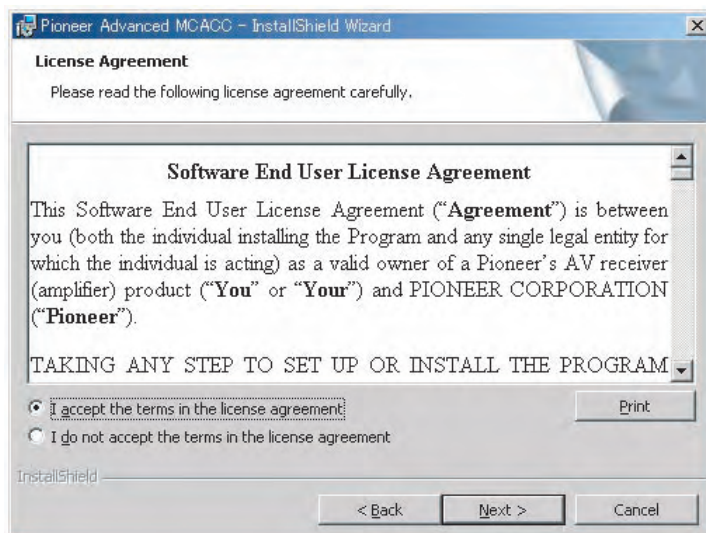 Pioneer Advanced MCACC - InstallShield Wizard
License Agreement
Please read the following license agreement carefully.
Software End User License Agreement
This Software End User License Agreement (“Agreement”) is between
you (both the individual installing the Program and any single legal entity for
which the individual is acting) as a valid owner of a Pioneer’s AV receiver
(amplifier) product (“You” or “Your”) and PIONEER CORPORATION
(“Pioneer”).
TAKING ANY STEP TO SET UP OR INSTALL THE PROGRAM
I accept the terms in the license agreement
Print
I do not accept the terms in the license agreement
InstallShield
< Back
Next >
Cancel